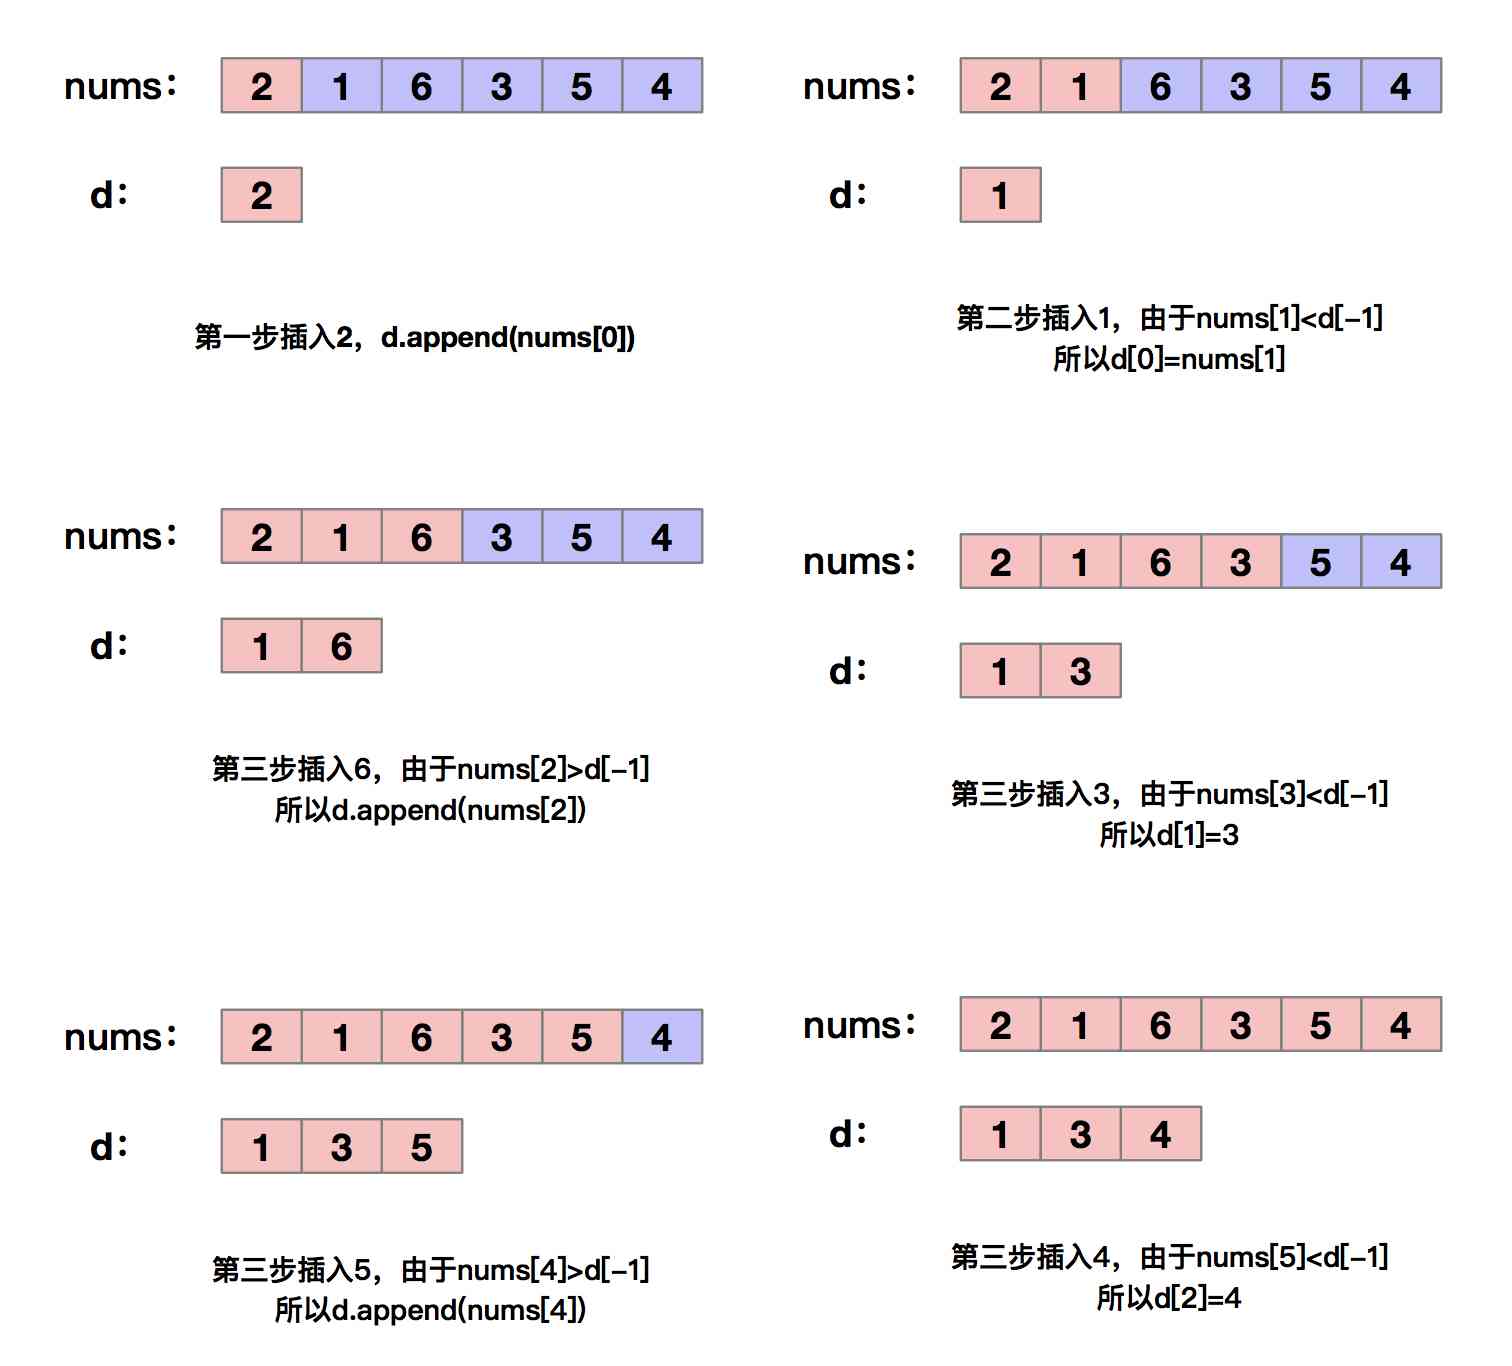 nums： 2 1 6 3 5 4
d： 2
第一步插入2，d.append(nums[0])
nums： 2 1 6 3 5 4
d： 1
第二步插入1，由于nums[1]<d[-1]
所以d[0]=nums[1]
nums： 2 1 6 3 5 4
d： 1 6
第三步插入6，由于nums[2]>d[-1]
所以d.append(nums[2])
nums： 2 1 6 3 5 4
d： 1 3
第三步插入3，由于nums[3]<d[-1]
所以d[1]=3
nums： 2 1 6 3 5 4
d： 1 3 5
第三步插入5，由于nums[4]>d[-1]
所以d.append(nums[4])
nums： 2 1 6 3 5 4
d： 1 3 4
第三步插入4，由于nums[5]<d[-1]
所以d[2]=4